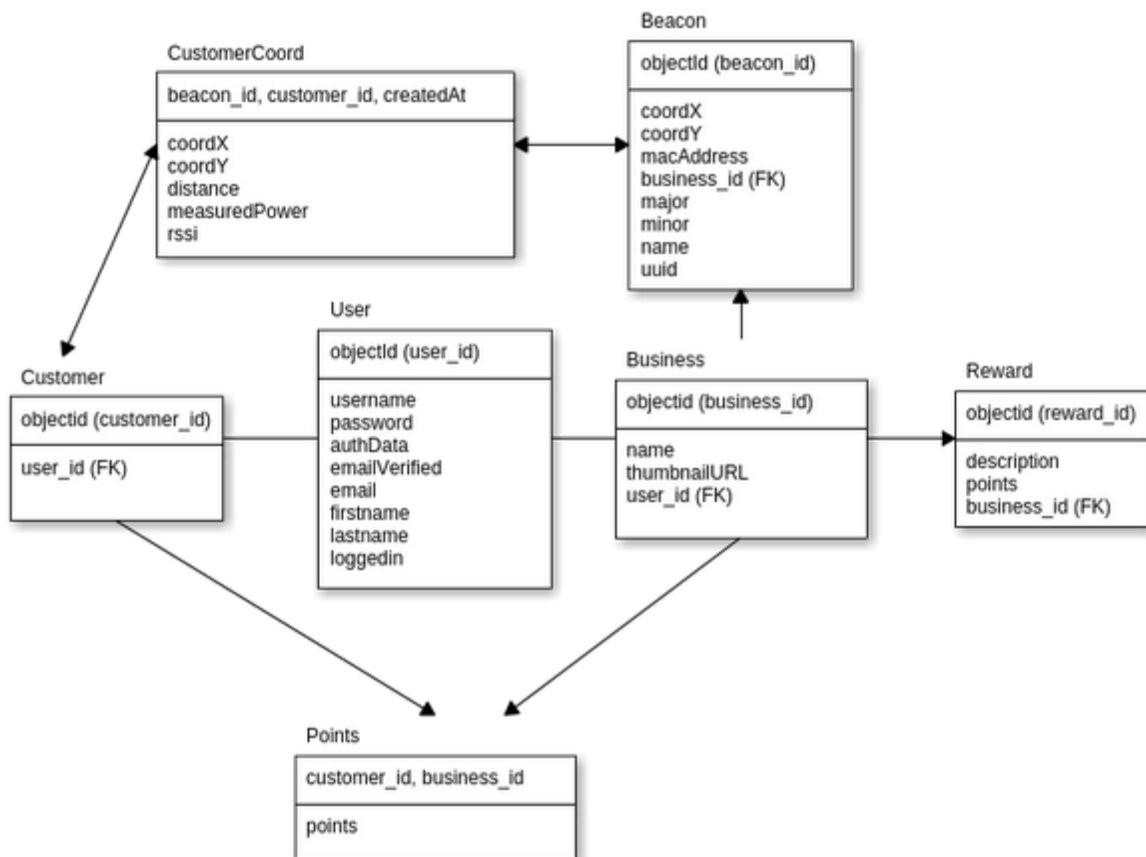 Beacon
objectId (beacon_id)
coordX
coordY
macAddress
business_id (FK)
major
minor
name
uuid
CustomerCoord
beacon_id, customer_id, createdAt
coordX
coordY
distance
measuredPower
rssi
User
objectId (user_id)
username
password
authData
emailVerified
email
firstname
lastname
loggedin
Business
objectid (business_id)
name
thumbnailURL
user_id (FK)
Reward
objectid (reward_id)
description
points
business_id (FK)
Customer
objectid (customer_id)
user_id (FK)
Points
customer_id, business_id
points